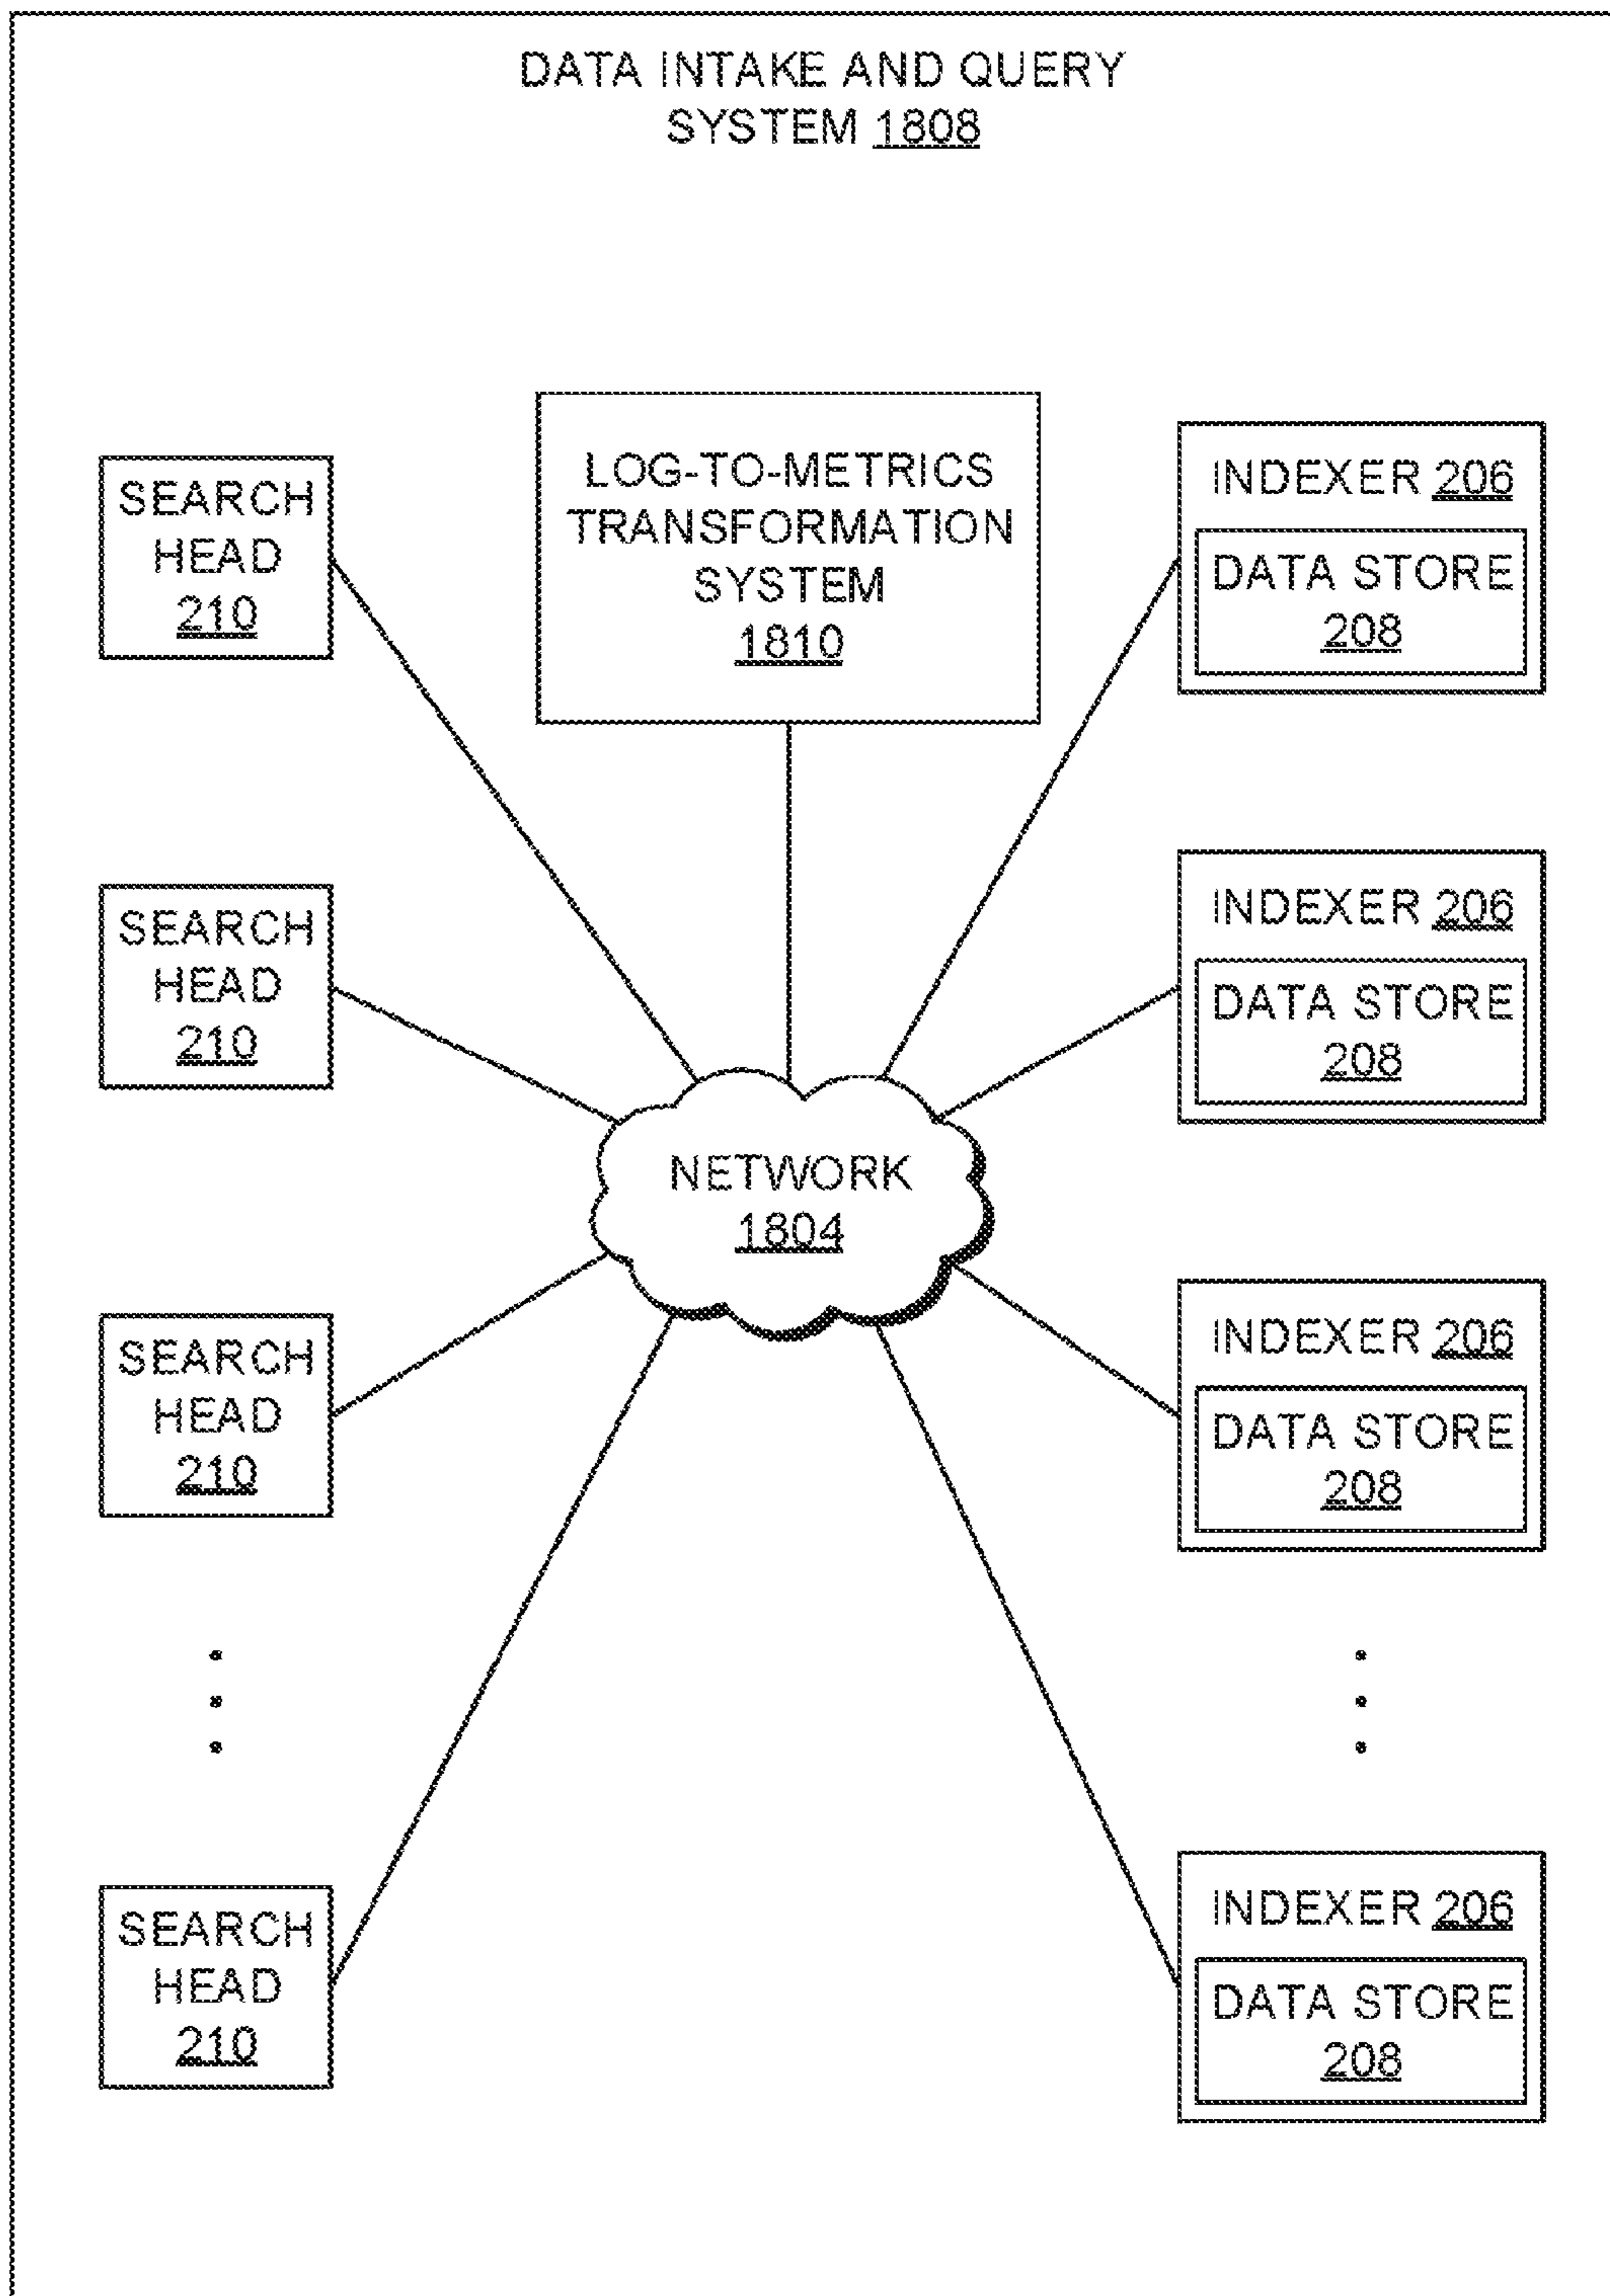 DATA INTAKE AND QUERY
SYSTEM 1808
LOG-TO-METRICS
TRANSFORMATION
SYSTEM
1810
SEARCH
HEAD
210
INDEXER 206
DATA STORE
208
SEARCH
HEAD
210
INDEXER 206
DATA STORE
208
NETWORK
1804
SEARCH
HEAD
210
INDEXER 206
DATA STORE
208
SEARCH
HEAD
210
INDEXER 206
DATA STORE
208